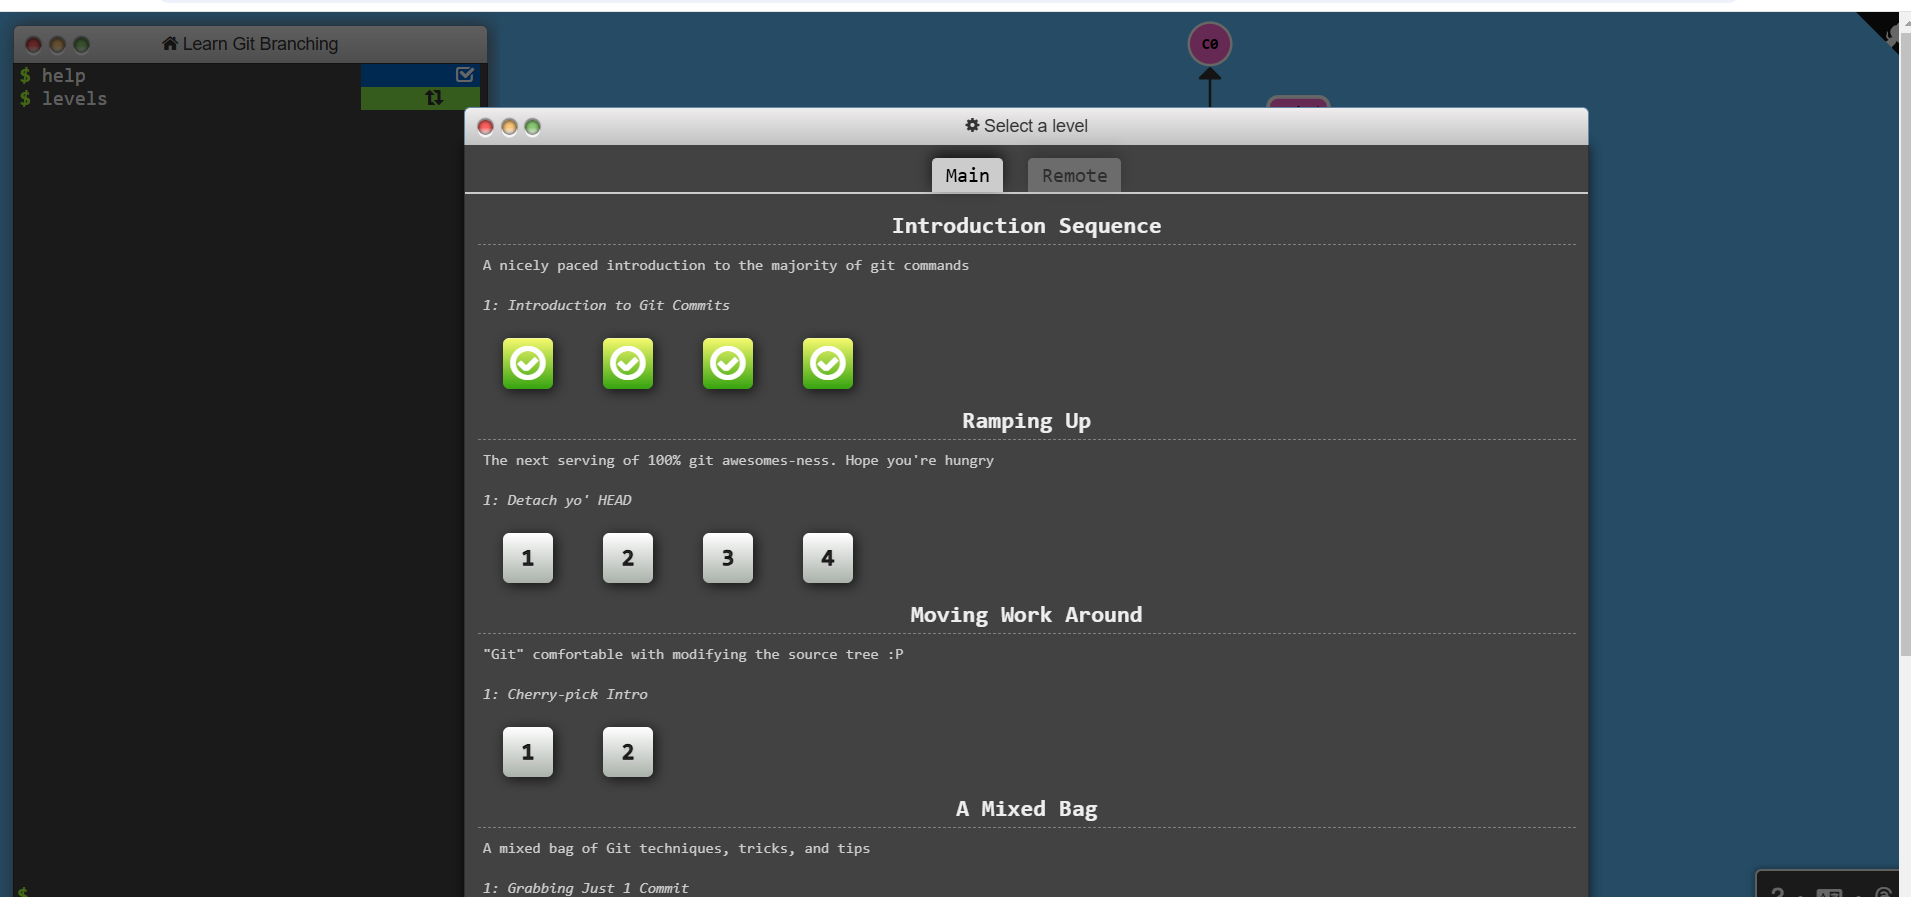 Learn Git Branching
$ help
$ levels
C0
Select a level
Main
Remote
Introduction Sequence
A nicely paced introduction to the majority of git commands
1: Introduction to Git Commits
Ramping Up
The next serving of 100% git awesomes-ness. Hope you're hungry
1: Detach yo' HEAD
1 2 3 4
Moving Work Around
"Git" comfortable with modifying the source tree :P
1: Cherry-pick Intro
1 2
A Mixed Bag
A mixed bag of Git techniques, tricks, and tips
1: Grabbing Just 1 Commit
$
?